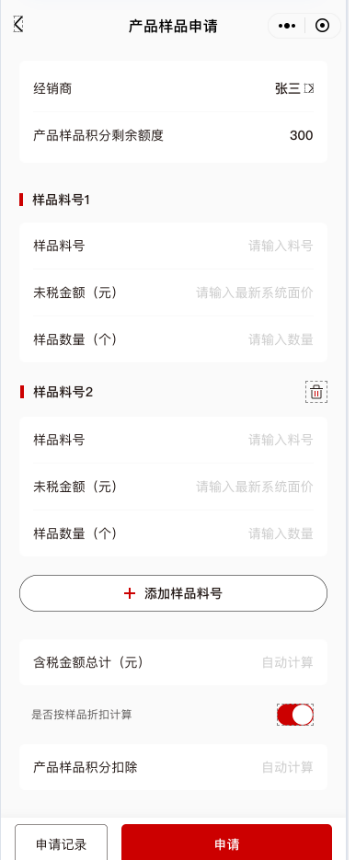 产品样品申请
经销商 张三
产品样品积分剩余额度 300
样品料号1
样品料号 请输入料号
未税金额（元） 请输入最新系统面价
样品数量（个） 请输入数量
样品料号2
样品料号 请输入料号
未税金额（元） 请输入最新系统面价
样品数量（个） 请输入数量
+ 添加样品料号
含税金额总计（元） 自动计算
是否按样品折扣计算
产品样品积分扣除 自动计算
申请记录 申请